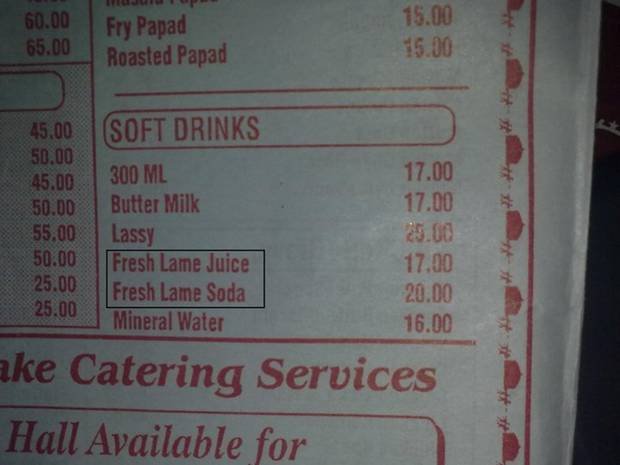 60.00
65.00
Masala Papad
Fry Papad 15.00
Roasted Papad 15.00
SOFT DRINKS
45.00
50.00
45.00
50.00
55.00
50.00
25.00
25.00
300 ML 17.00
Butter Milk 17.00
Lassy 25.00
Fresh Lame Juice 17.00
Fresh Lame Soda 20.00
Mineral Water 16.00
ake Catering Services
Hall Available for